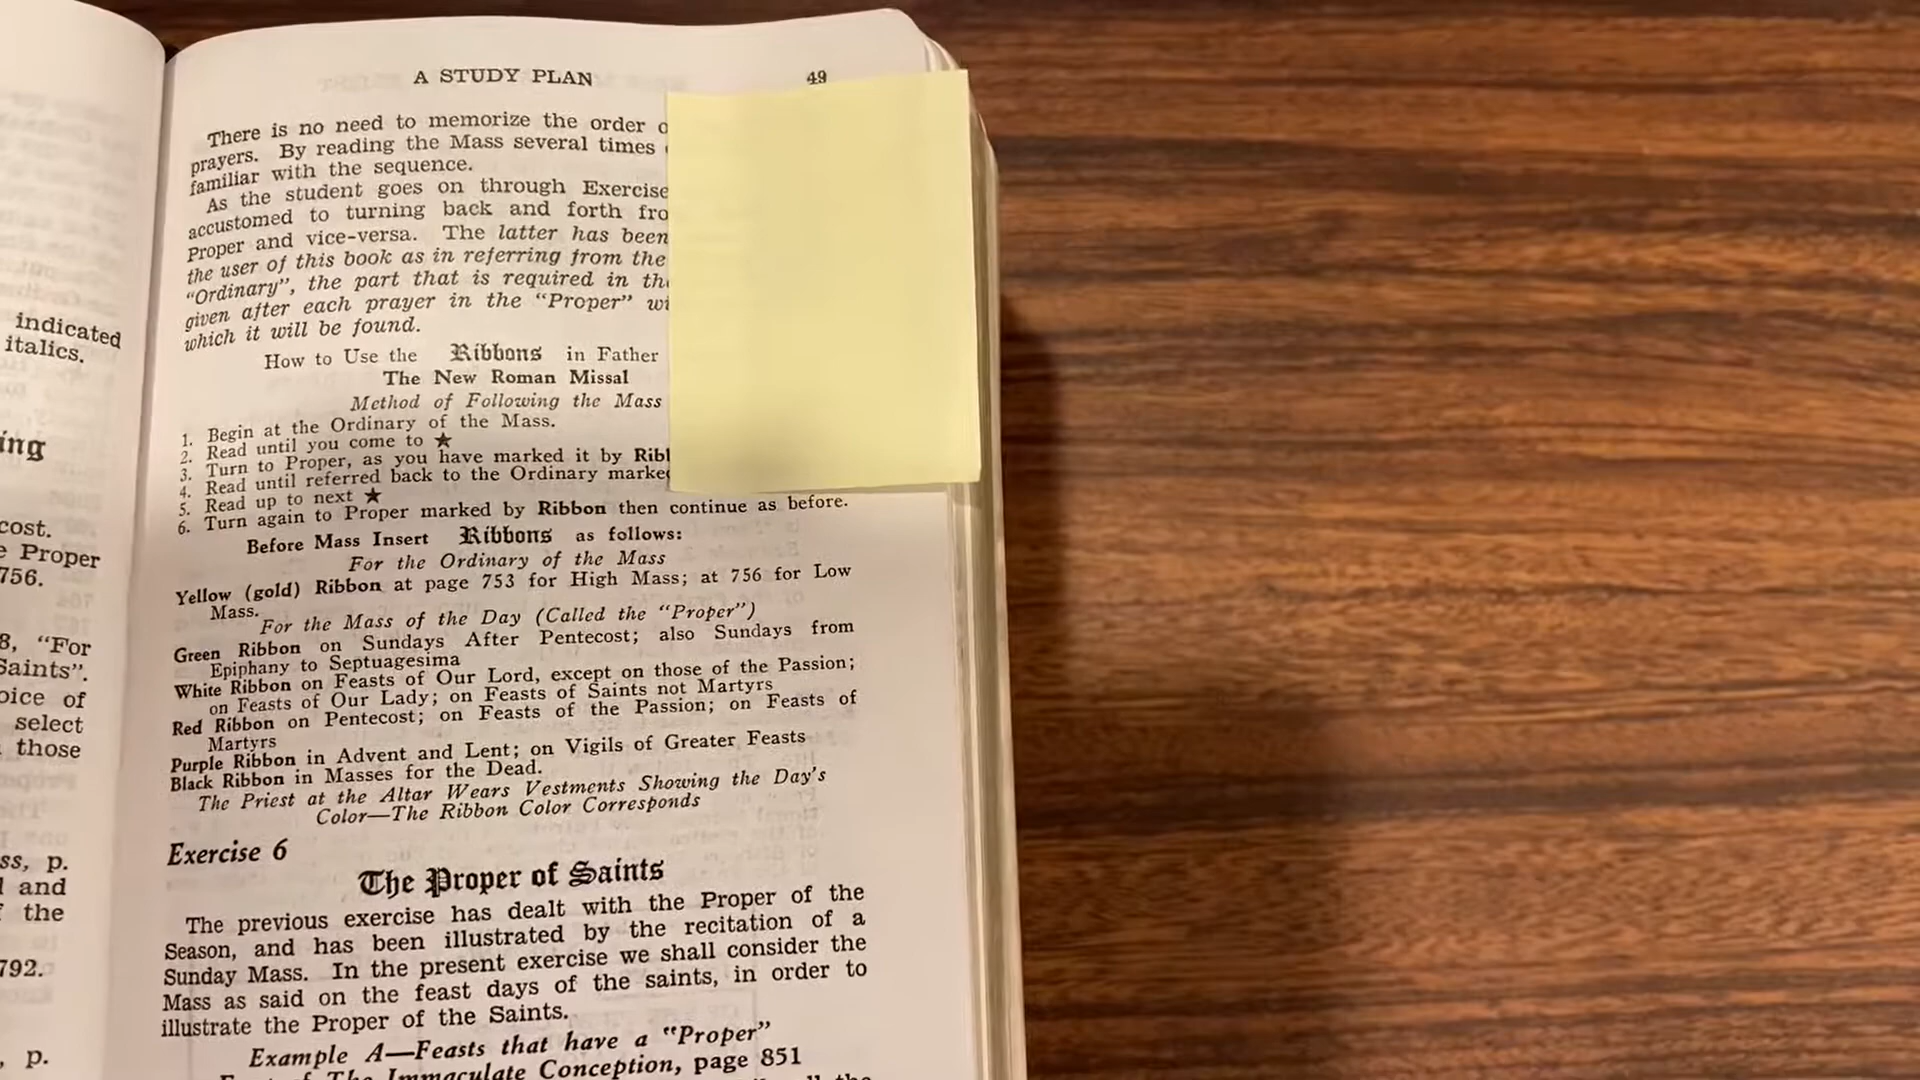 indicated
italics.
cost.
Proper
756.
"For
Saints".
select
those
p.
and
the
792.
p.
A STUDY PLAN 49
There is no need to memorize the order
prayers. By reading the Mass several times
familiar with the sequence.
As the student goes on through
accustomed to turning back and forth
Proper and vice-versa. The latter has been
the user of this book as in referring from the
"Ordinary", the part that is required in
given after each prayer in the "Proper"
which it will be found.
How to Use the Ribbons in Father
The New Roman Missal
Method of Following the Mass
1. Begin at the Ordinary of the Mass.
2. Read until you come to ★
3. Turn to Proper, as you have marked it by
4. Read until referred back to the Ordinary
5. Read up to next ★
6. Turn again to Proper marked by Ribbon then continue as before.
Before Mass Insert Ribbons as follows:
For the Ordinary of the Mass
Yellow (gold) Ribbon at page 753 for High Mass; at 756 for Low
Mass.
For the Mass of the Day (Called the "Proper")
Green Ribbon on Sundays After Pentecost; also Sundays from
Epiphany to Septuagesima
White Ribbon on Feasts of Our Lord, except on those of the Passion;
on Feasts of Our Lady; on Feasts of Saints not Martyrs
Red Ribbon on Pentecost; on Feasts of the Passion; on Feasts of
Martyrs
Purple Ribbon in Advent and Lent; on Vigils of Greater Feasts
Black Ribbon in Masses for the Dead.
The Priest at the Altar Wears Vestments Showing the Day's
Color—The Ribbon Color Corresponds
Exercise 6
The Proper of Saints
The previous exercise has dealt with the Proper of the
Season, and has been illustrated by the recitation of a
Sunday Mass. In the present exercise we shall consider the
Mass as said on the feast days of the saints, in order to
illustrate the Proper of the Saints.
Example A—Feasts that have a "Proper"
of The Immaculate Conception, page 851